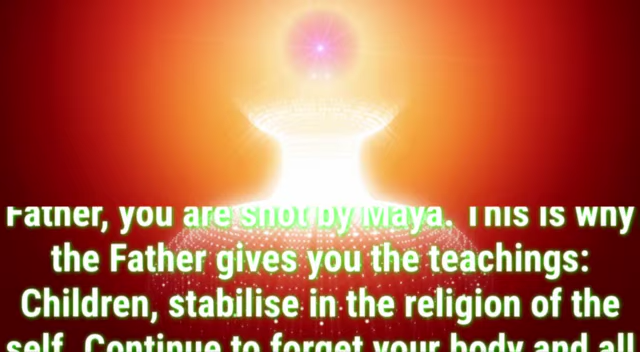 Father, you are shot by Maya. This is why
the Father gives you the teachings:
Children, stabilise in the religion of the
self. Continue to forget your body and all